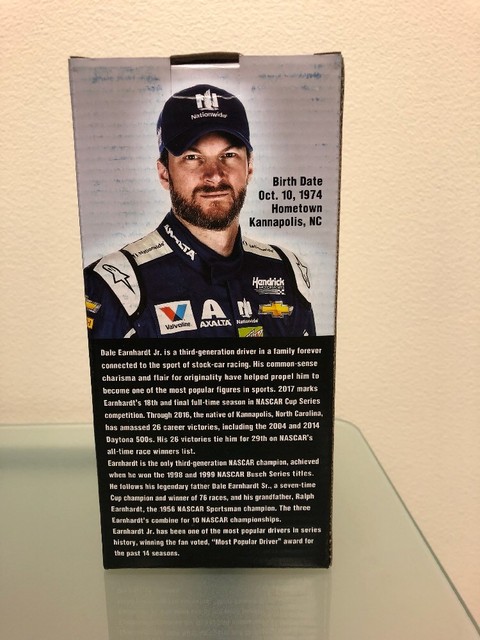 Nationwide
Birth Date
Oct. 10, 1974
Hometown
Kannapolis, NC
AXALTA
Nationwide
Hendrick
Valvoline
AXALTA
Nationwide
Dale Earnhardt Jr. is a third-generation driver in a family forever
connected to the sport of stock-car racing. His common-sense
charisma and flair for originality have helped propel him to
become one of the most popular figures in sports. 2017 marks
Earnhardt's 18th and final full-time season in NASCAR Cup Series
competition. Through 2016, the native of Kannapolis, North Carolina,
has amassed 26 career victories, including the 2004 and 2014
Daytona 500s. His 26 victories tie him for 29th on NASCAR's
all-time race winners list.
Earnhardt is the only third-generation NASCAR champion, achieved
when he won the 1998 and 1999 NASCAR Busch Series titles.
He follows his legendary father Dale Earnhardt Sr., a seven-time
Cup champion and winner of 76 races, and his grandfather, Ralph
Earnhardt, the 1956 NASCAR Sportsman champion. The three
Earnhardt's combine for 10 NASCAR championships.
Earnhardt Jr. has been one of the most popular drivers in series
history, winning the fan voted, "Most Popular Driver" award for
the past 14 seasons.